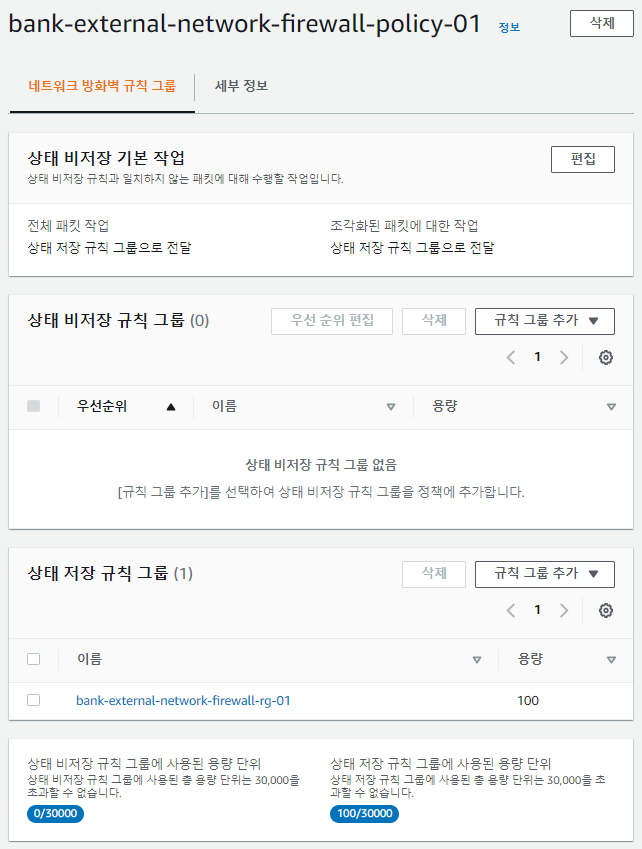 bank-external-network-firewall-policy-01 정보 삭제
네트워크 방화벽 규칙 그룹 세부 정보
상태 비저장 기본 작업 편집
상태 비저장 규칙과 일치하지 않는 패킷에 대해 수행할 작업입니다.
전체 패킷 작업 조각화된 패킷에 대한 작업
상태 저장 규칙 그룹으로 전달 상태 저장 규칙 그룹으로 전달
상태 비저장 규칙 그룹 (0) 우선 순위 편집 삭제 규칙 그룹 추가
1
우선순위 이름 용량
상태 비저장 규칙 그룹 없음
[규칙 그룹 추가]를 선택하여 상태 비저장 규칙 그룹을 정책에 추가합니다.
상태 저장 규칙 그룹 (1) 삭제 규칙 그룹 추가
1
이름 용량
bank-external-network-firewall-rg-01 100
상태 비저장 규칙 그룹에 사용된 용량 단위 상태 저장 규칙 그룹에 사용된 용량 단위
상태 비저장 규칙 그룹에 사용된 총 용량 단위는 30,000을 상태 저장 규칙 그룹에 사용된 총 용량 단위는 30,000을 초
초과할 수 없습니다. 과할 수 없습니다.
0/30000 100/30000